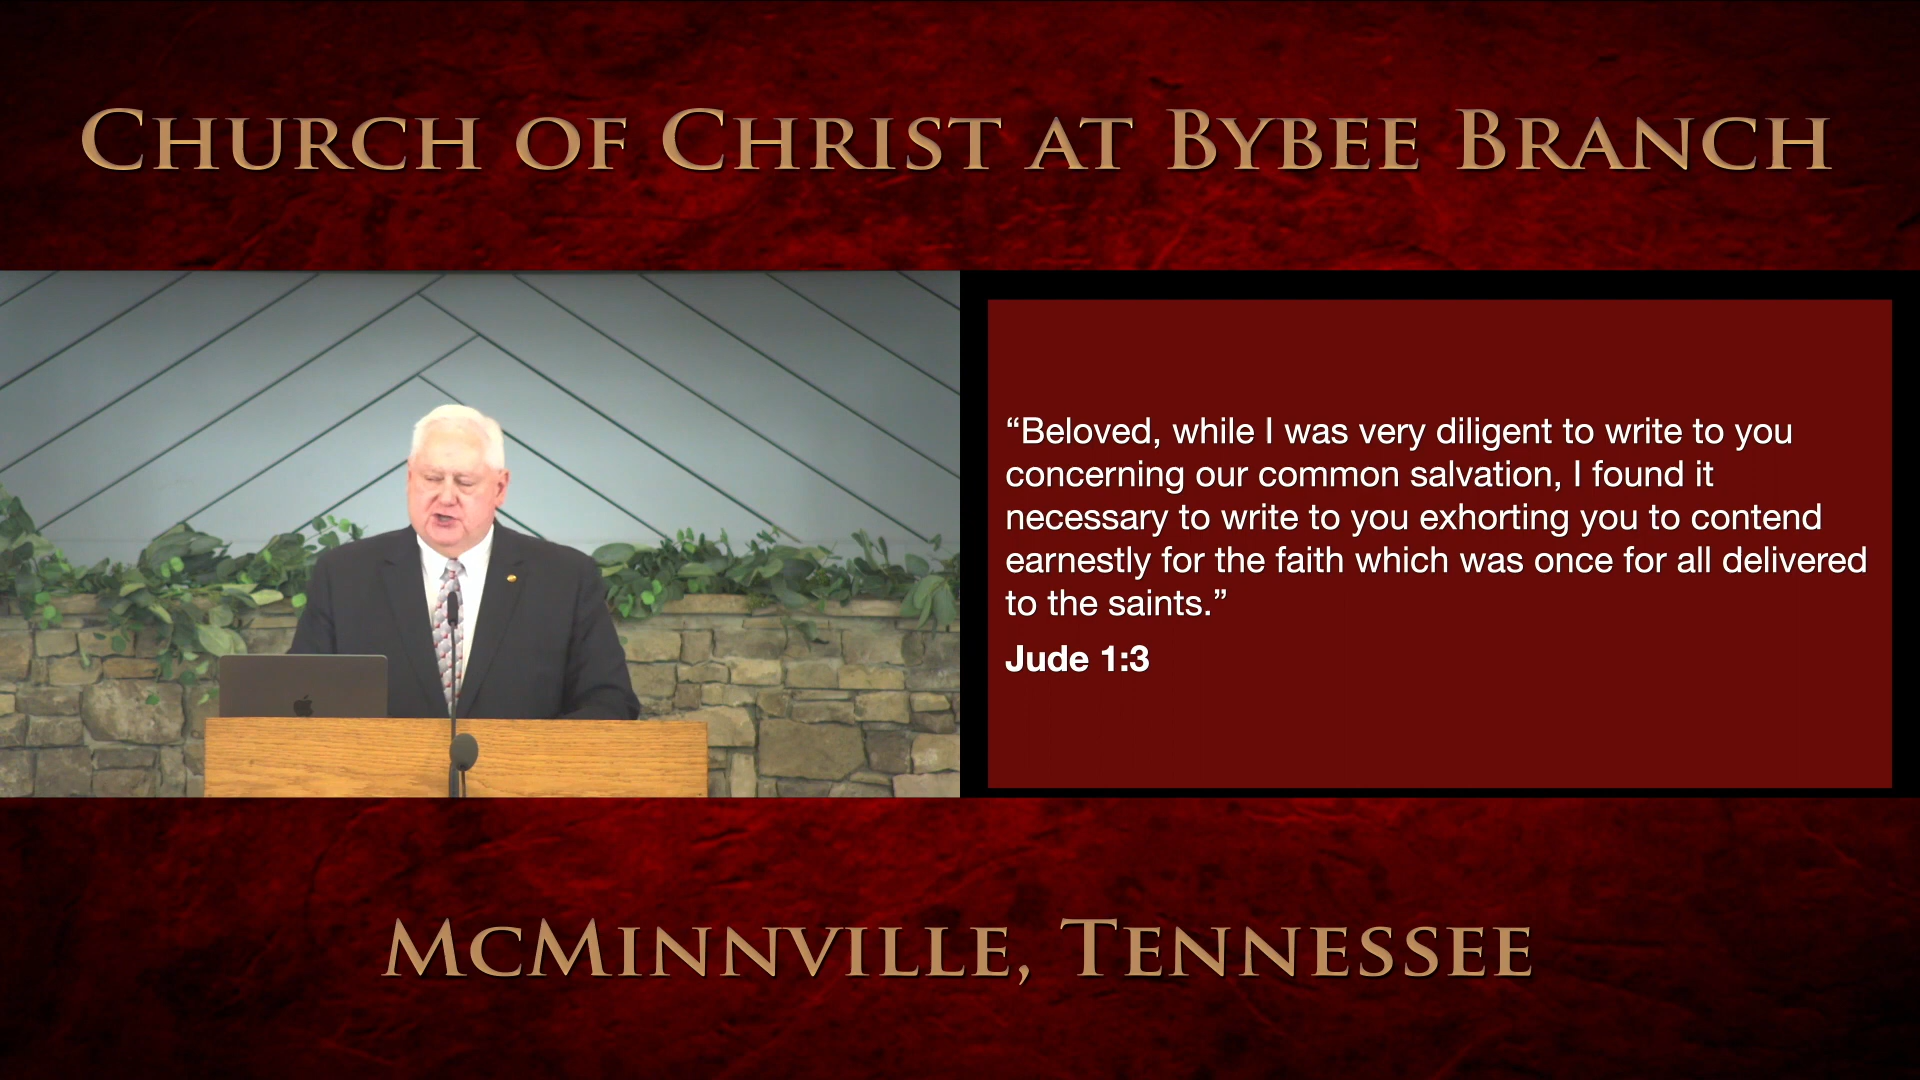 Church of Christ at Bybee Branch
“Beloved, while I was very diligent to write to you
concerning our common salvation, I found it
necessary to write to you exhorting you to contend
earnestly for the faith which was once for all delivered
to the saints.”
Jude 1:3
McMinnville, Tennessee